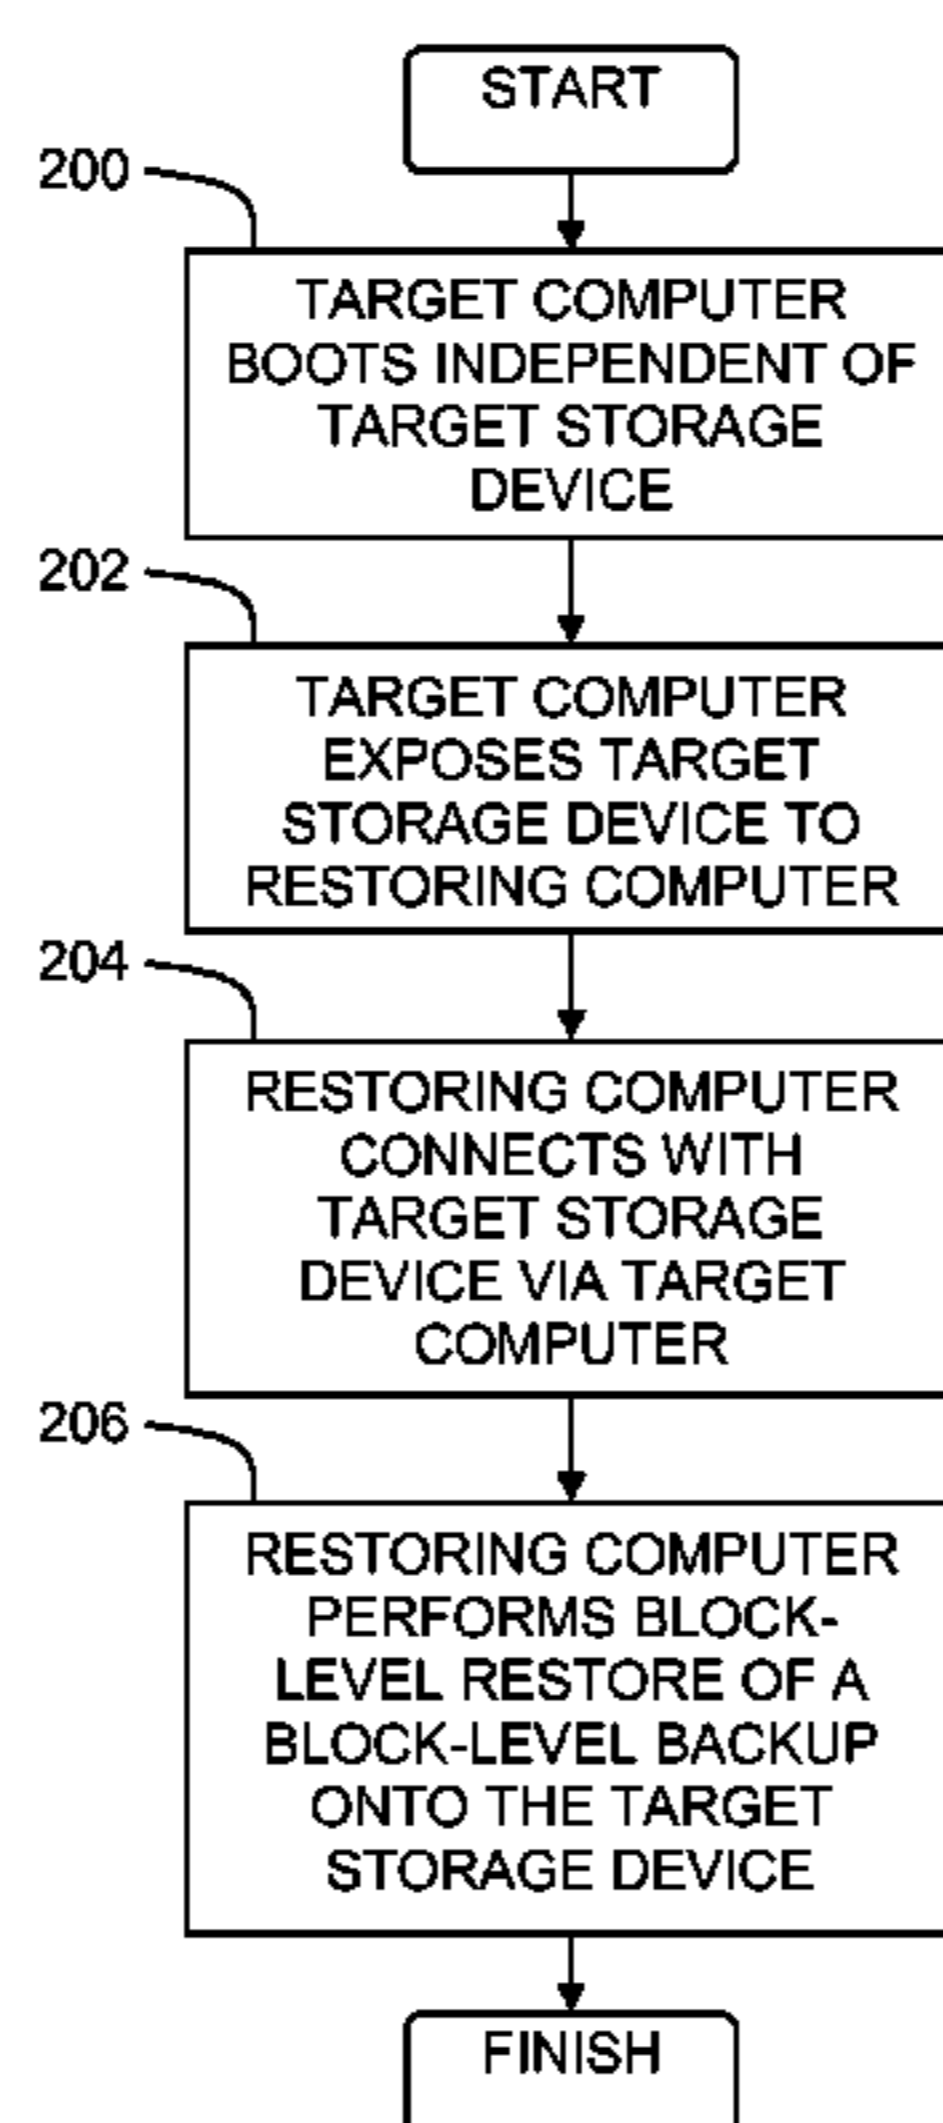 START
200
TARGET COMPUTER
BOOTS INDEPENDENT OF
TARGET STORAGE
DEVICE
202
TARGET COMPUTER
EXPOSES TARGET
STORAGE DEVICE TO
RESTORING COMPUTER
204
RESTORING COMPUTER
CONNECTS WITH
TARGET STORAGE
DEVICE VIA TARGET
COMPUTER
206
RESTORING COMPUTER
PERFORMS BLOCK-
LEVEL RESTORE OF A
BLOCK-LEVEL BACKUP
ONTO THE TARGET
STORAGE DEVICE
FINISH